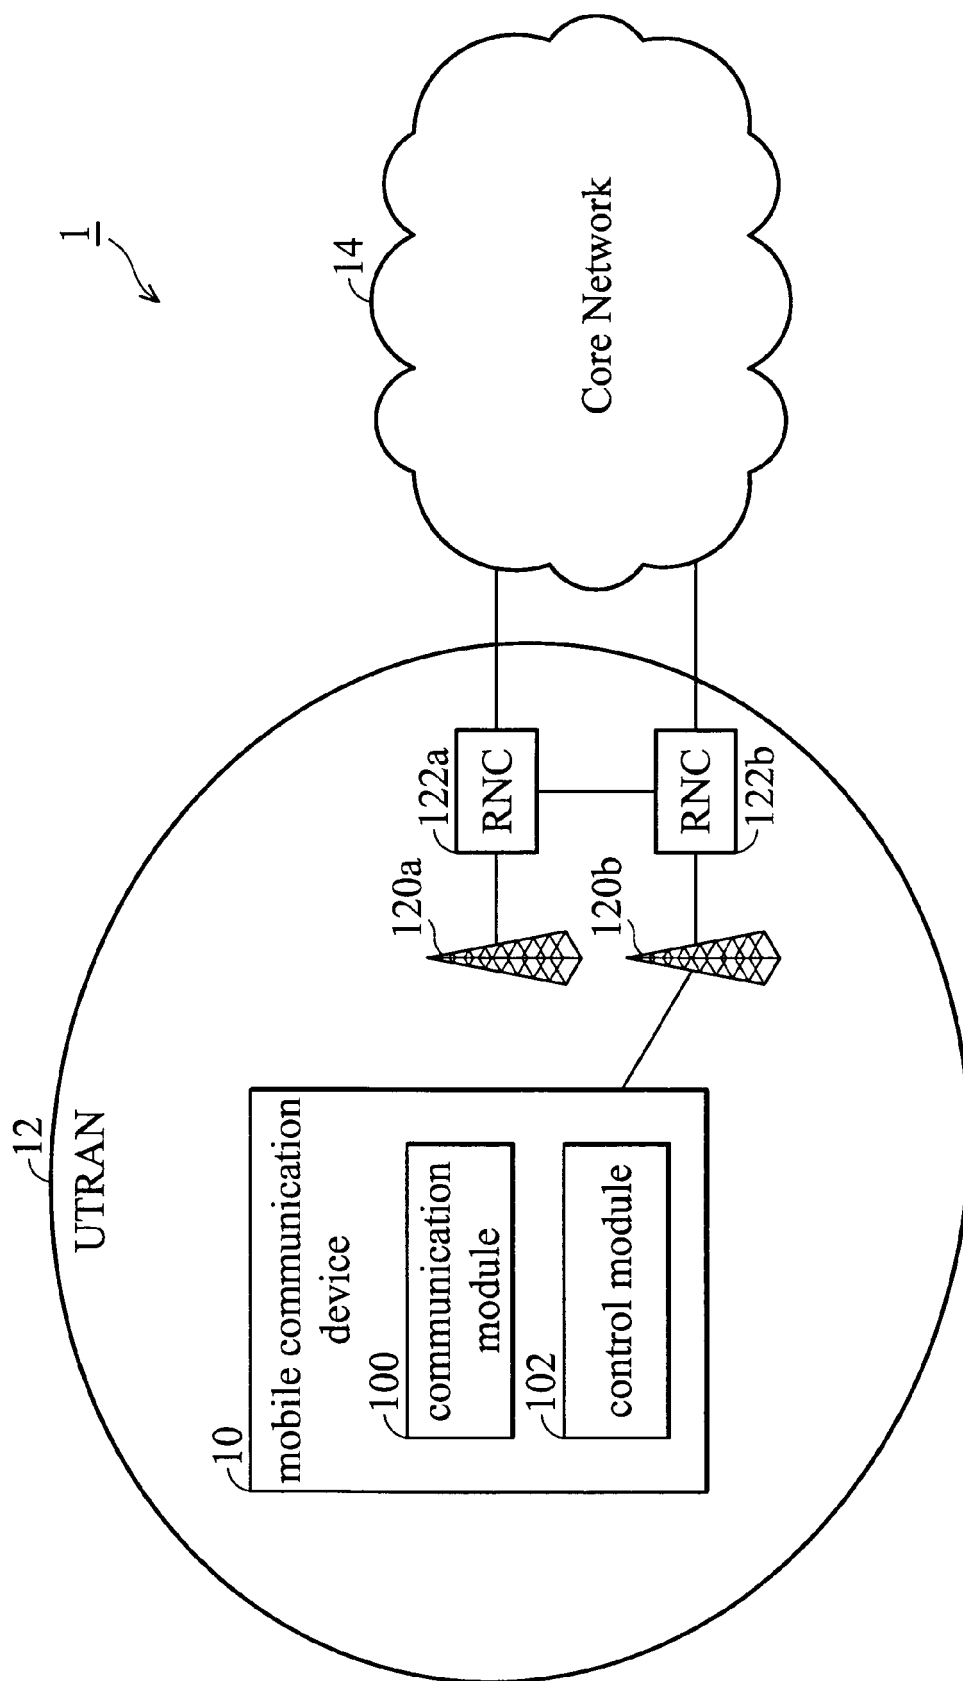 1
12
UTRAN
10
mobile communication
device
100
communication
module
102
control module
120a
122a
RNC
120b
RNC
122b
14
Core Network